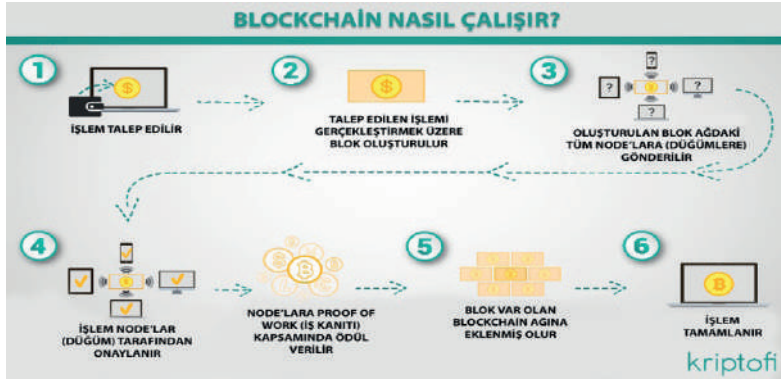 BLOCKCHAİN NASIL ÇALIŞIR?
1
İŞLEM TALEP EDİLİR
2
TALEP EDİLEN İŞLEMİ
GERÇEKLEŞTİRMEK ÜZERE
BLOK OLUŞTURULUR
3
OLUŞTURULAN BLOK AĞDAKİ
TÜM NODE'LARA (DÜĞÜMLERE)
GÖNDERİLİR
4
İŞLEM NODE'LAR
(DÜĞÜM) TARAFINDAN
ONAYLANIR
NODE'LARA PROOF OF
WORK (İŞ KANITI)
KAPSAMINDA ÖDÜL
VERİLİR
5
BLOK VAR OLAN
BLOCKCHAIN AGINA
EKLENMİŞ OLUR
6
İŞLEM
TAMAMLANIR
kriptofi